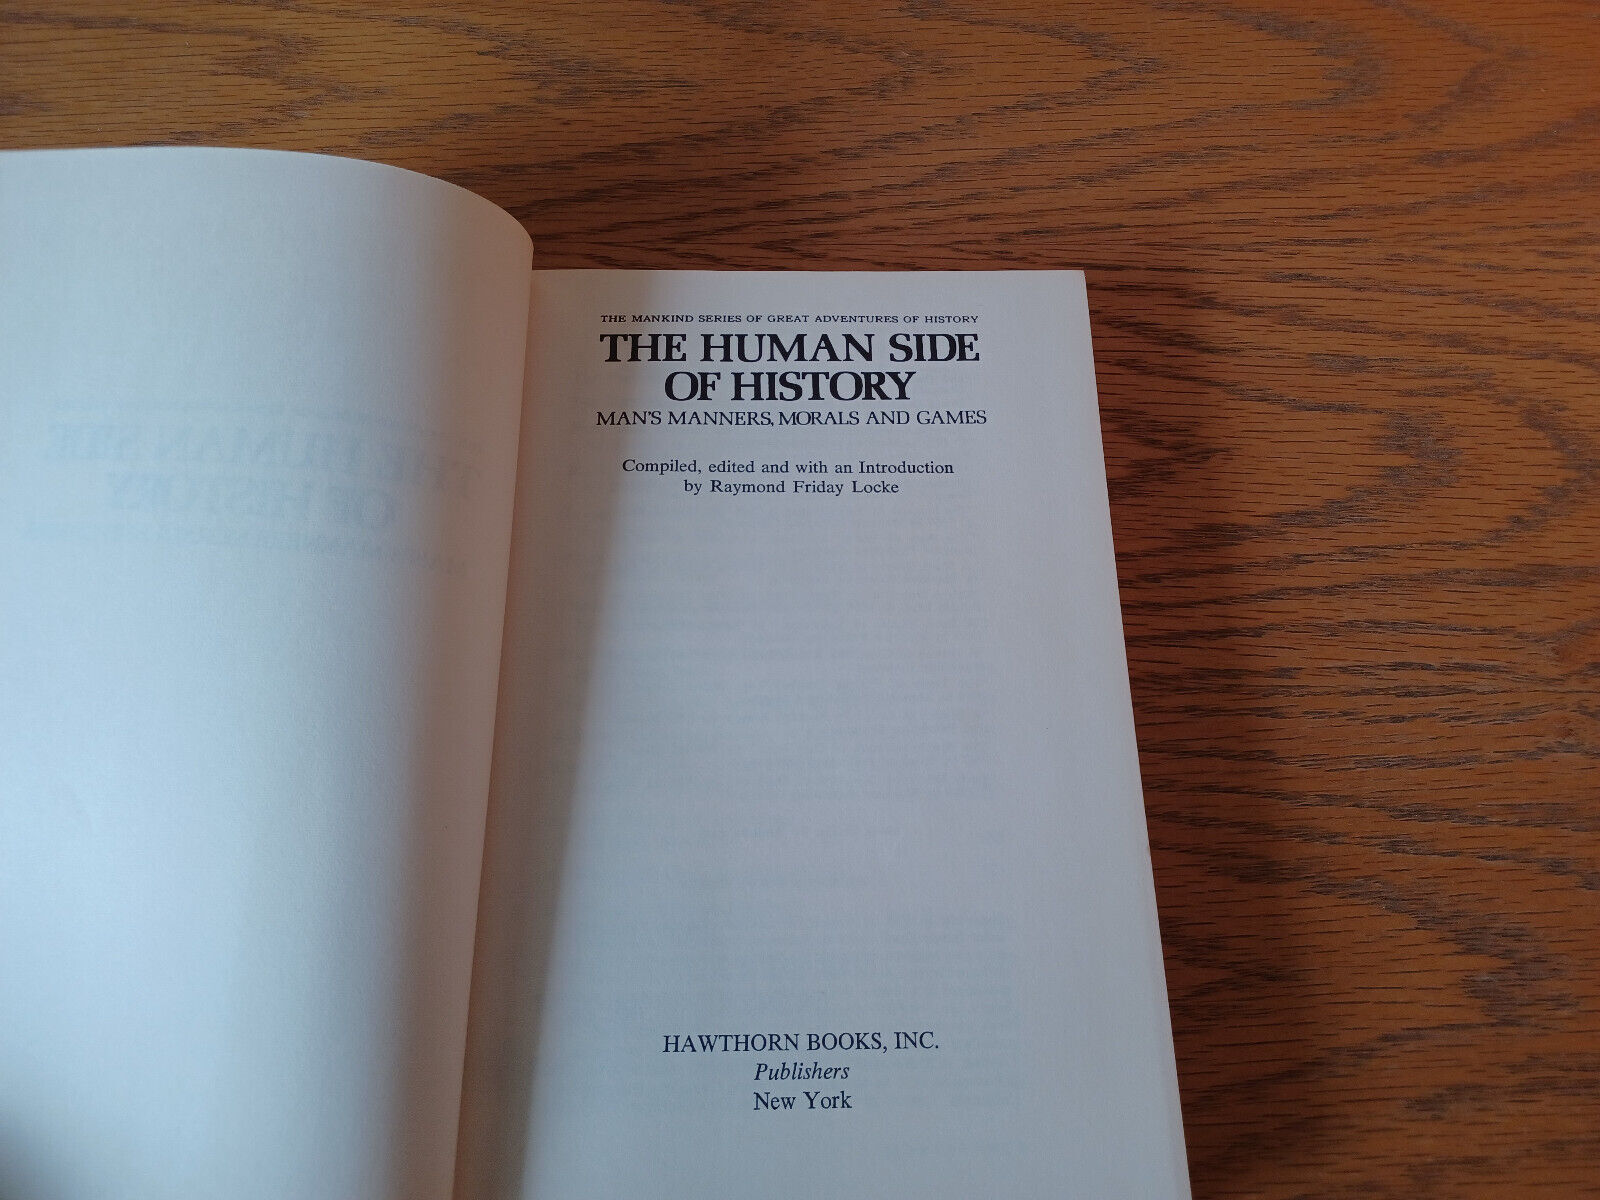 THE MANKIND SERIES OF GREAT ADVENTURES OF HISTORY
THE HUMAN SIDE
OF HISTORY
MAN'S MANNERS, MORALS AND GAMES
Compiled, edited and with an Introduction
by Raymond Friday Locke
HAWTHORN BOOKS, INC.
Publishers
New York